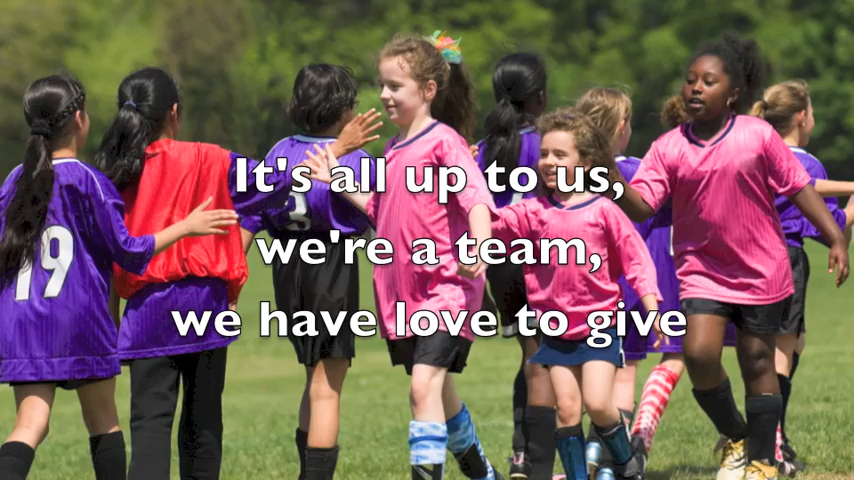 It's all up to us,
we're a team,
we have love to give
19
3